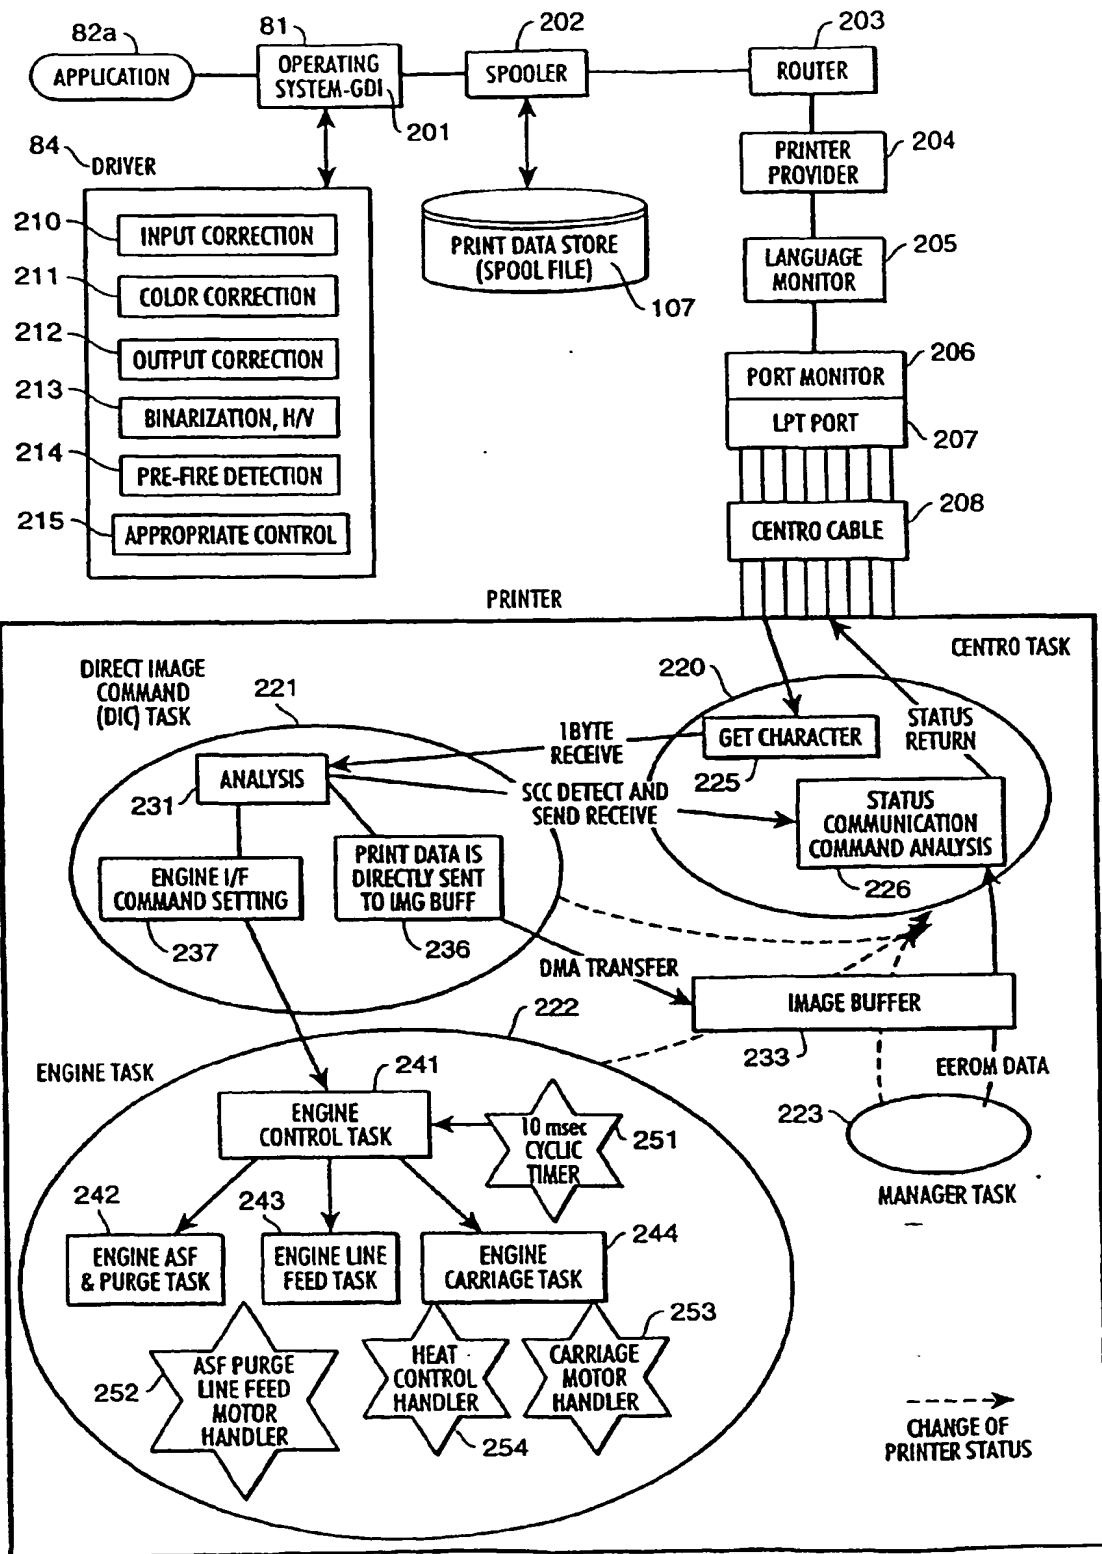 82a
81
202
203
APPLICATION
OPERATING
SYSTEM-GDI
SPOOLER
ROUTER
201
84
DRIVER
204
PRINTER
PROVIDER
210
INPUT CORRECTION
PRINT DATA STORE
(SPOOL FILE)
107
205
LANGUAGE
MONITOR
211
COLOR CORRECTION
212
OUTPUT CORRECTION
206
PORT MONITOR
213
BINARIZATION, H/V
LPT PORT
207
214
PRE-FIRE DETECTION
215
APPROPRIATE CONTROL
208
CENTRO CABLE
PRINTER
CENTRO TASK
DIRECT IMAGE
COMMAND
(DIC) TASK
221
220
1BYTE
RECEIVE
GET CHARACTER
225
STATUS
RETURN
ANALYSIS
231
SCC DETECT AND
SEND RECEIVE
STATUS
COMMUNICATION
COMMAND ANALYSIS
226
ENGINE I/F
COMMAND SETTING
237
PRINT DATA IS
DIRECTLY SENT
TO IMG BUFF
236
DMA TRANSFER
IMAGE BUFFER
233
222
EEROM DATA
ENGINE TASK
241
ENGINE
CONTROL TASK
10 msec
CYCLIC
TIMER
251
223
MANAGER TASK
242
243
244
ENGINE ASF
& PURGE TASK
ENGINE LINE
FEED TASK
ENGINE
CARRIAGE TASK
253
252
ASF PURGE
LINE FEED
MOTOR
HANDLER
HEAT
CONTROL
HANDLER
254
CARRIAGE
MOTOR
HANDLER
CHANGE OF
PRINTER STATUS